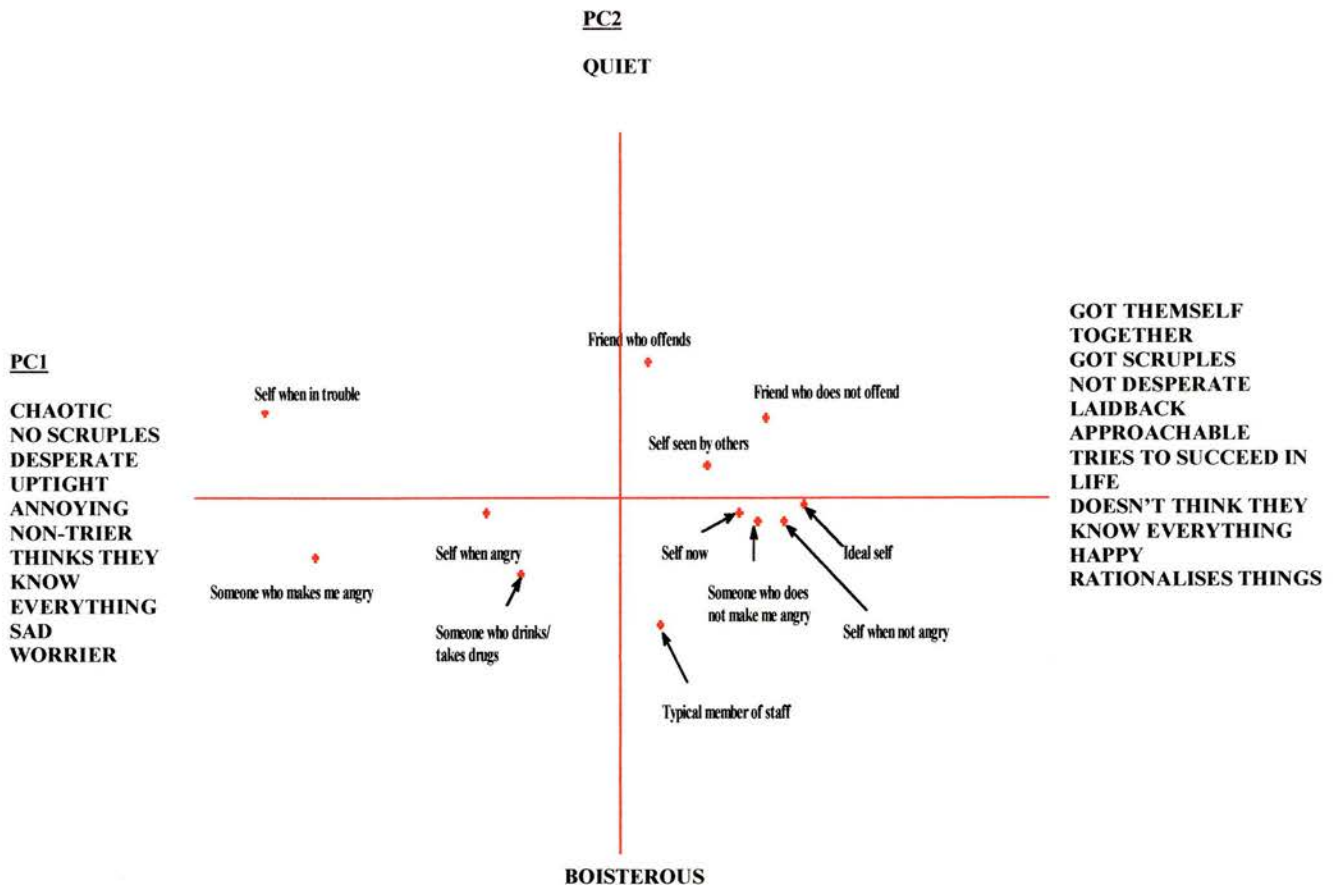 PC2
QUIET
PC1
CHAOTIC
NO SCRUPLES
DESPERATE
UPTIGHT
ANNOYING
NON-TRIER
THINKS THEY
KNOW
EVERYTHING
SAD
WORRIER
Friend who offends
Self when in trouble
Friend who does not offend
Self seen by others
Self when angry
Self now
Ideal self
Someone who makes me angry
Someone who drinks/
takes drugs
Someone who does
not make me angry
Self when not angry
Typical member of staff
GOT THEMSELF
TOGETHER
GOT SCRUPLES
NOT DESPERATE
LAIDBACK
APPROACHABLE
TRIES TO SUCCEED IN
LIFE
DOESN'T THINK THEY
KNOW EVERYTHING
HAPPY
RATIONALISES THINGS
BOISTEROUS